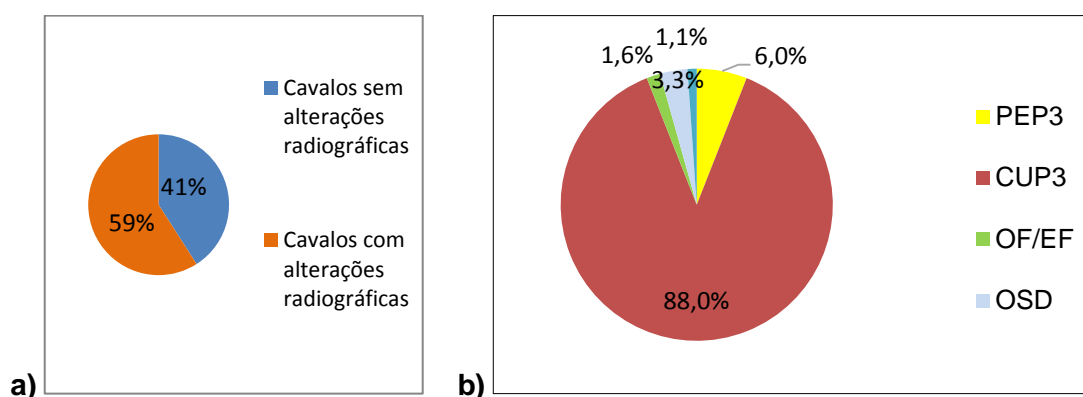 Cavalos sem
alterações
radiográficas
41%
59%
Cavalos com
alterações
radiográficas
a)
1,1%
1,6%
6,0%
3,3%
PEP3
CUP3
OF/EF
88,0%
OSD
b)